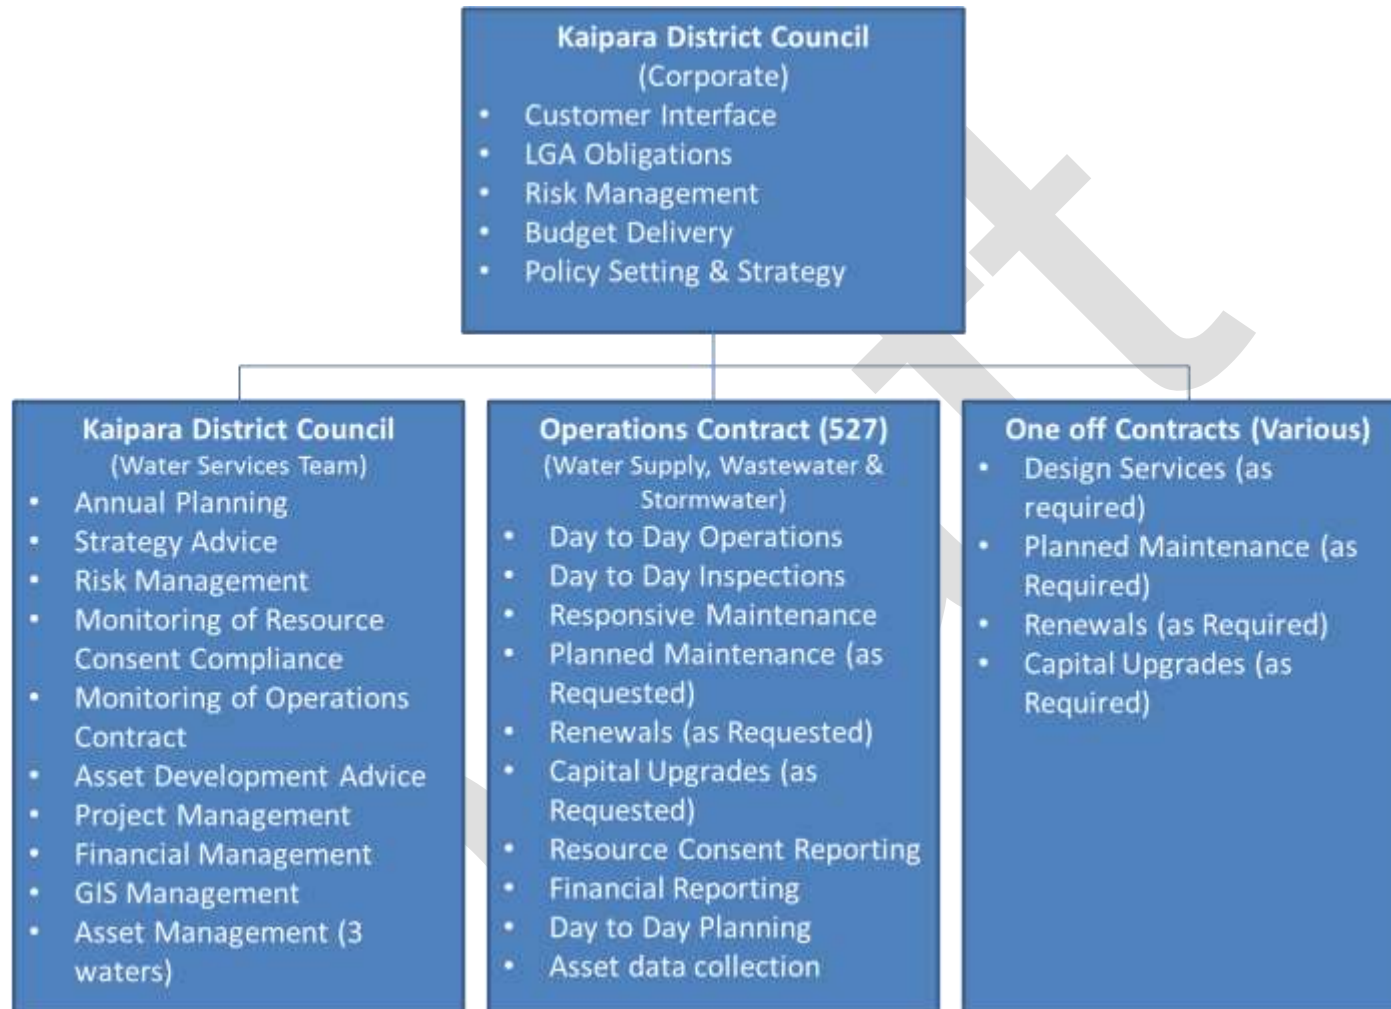 Kaipara District Council
(Corporate)
• Customer Interface
• LGA Obligations
• Risk Management
• Budget Delivery
• Policy Setting & Strategy
Kaipara District Council
(Water Services Team)
• Annual Planning
• Strategy Advice
• Risk Management
• Monitoring of Resource
Consent Compliance
• Monitoring of Operations
Contract
• Asset Development Advice
• Project Management
• Financial Management
• GIS Management
• Asset Management (3
waters)
Operations Contract (527)
(Water Supply, Wastewater &
Stormwater)
• Day to Day Operations
• Day to Day Inspections
• Responsive Maintenance
• Planned Maintenance (as
Requested)
• Renewals (as Requested)
• Capital Upgrades (as
Requested)
• Resource Consent Reporting
• Financial Reporting
• Day to Day Planning
• Asset data collection
One off Contracts (Various)
• Design Services (as
required)
• Planned Maintenance (as
Required)
• Renewals (as Required)
• Capital Upgrades (as
Required)